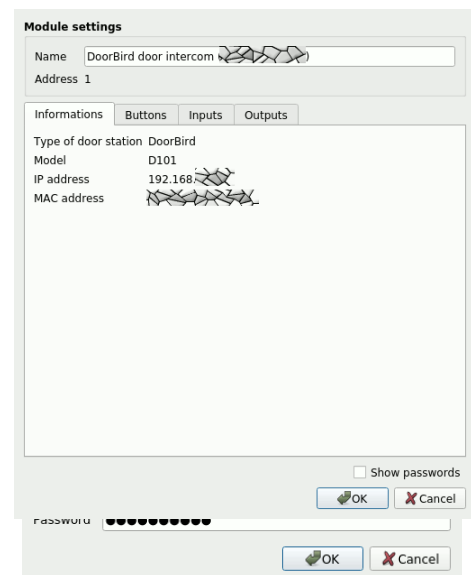 Module settings
Name DoorBird door intercom ( )
Address 1
Informations Buttons Inputs Outputs
Type of door station DoorBird
Model D101
IP address 192.168.
MAC address
Show passwords
OK Cancel
Password ●●●●●●●●●●
OK Cancel